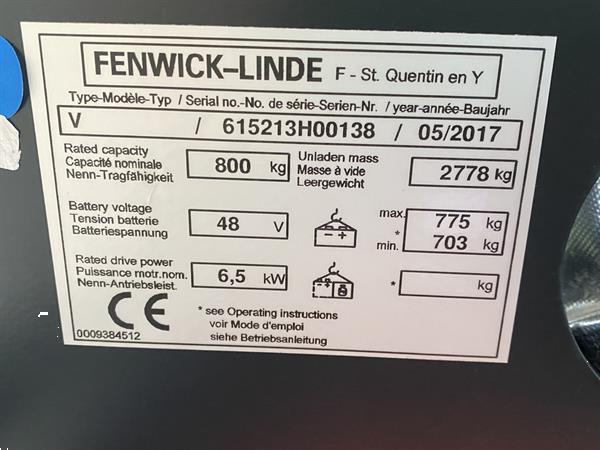 FENWICK–LINDE F - St. Quentin en Y
Type-Modèle-Typ / Serial no.-No. de série-Serien-Nr. / year-année-Baujahr
V / 615213H00138 / 05/2017
Rated capacity
Capacité nominale
Nenn-Tragfähigkeit
800 kg
Unladen mass
Masse à vide
Leergewicht
2778 kg
Battery voltage
Tension batterie
Batteriespannung
48 V
- +
max. 775 kg
*
min. 703 kg
Rated drive power
Puissance motr.nom.
Nenn-Antriebsleist.
6,5 kW
* kg
CE
0009384512
* see Operating instructions
voir Mode d'emploi
siehe Betriebsanleitung